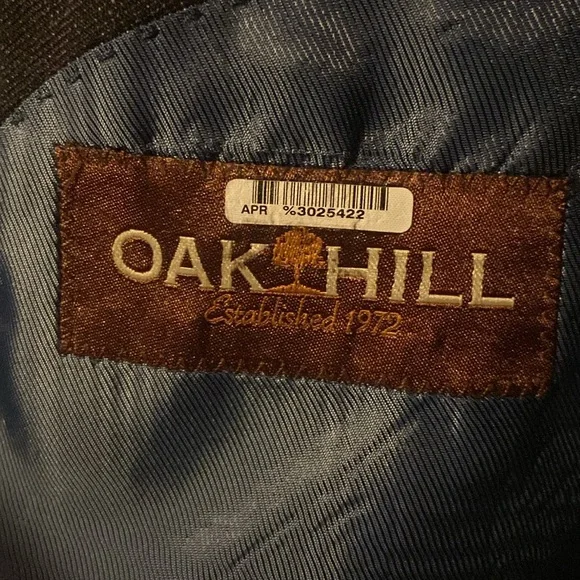 APR %3025422
OAK HILL
Established 1972